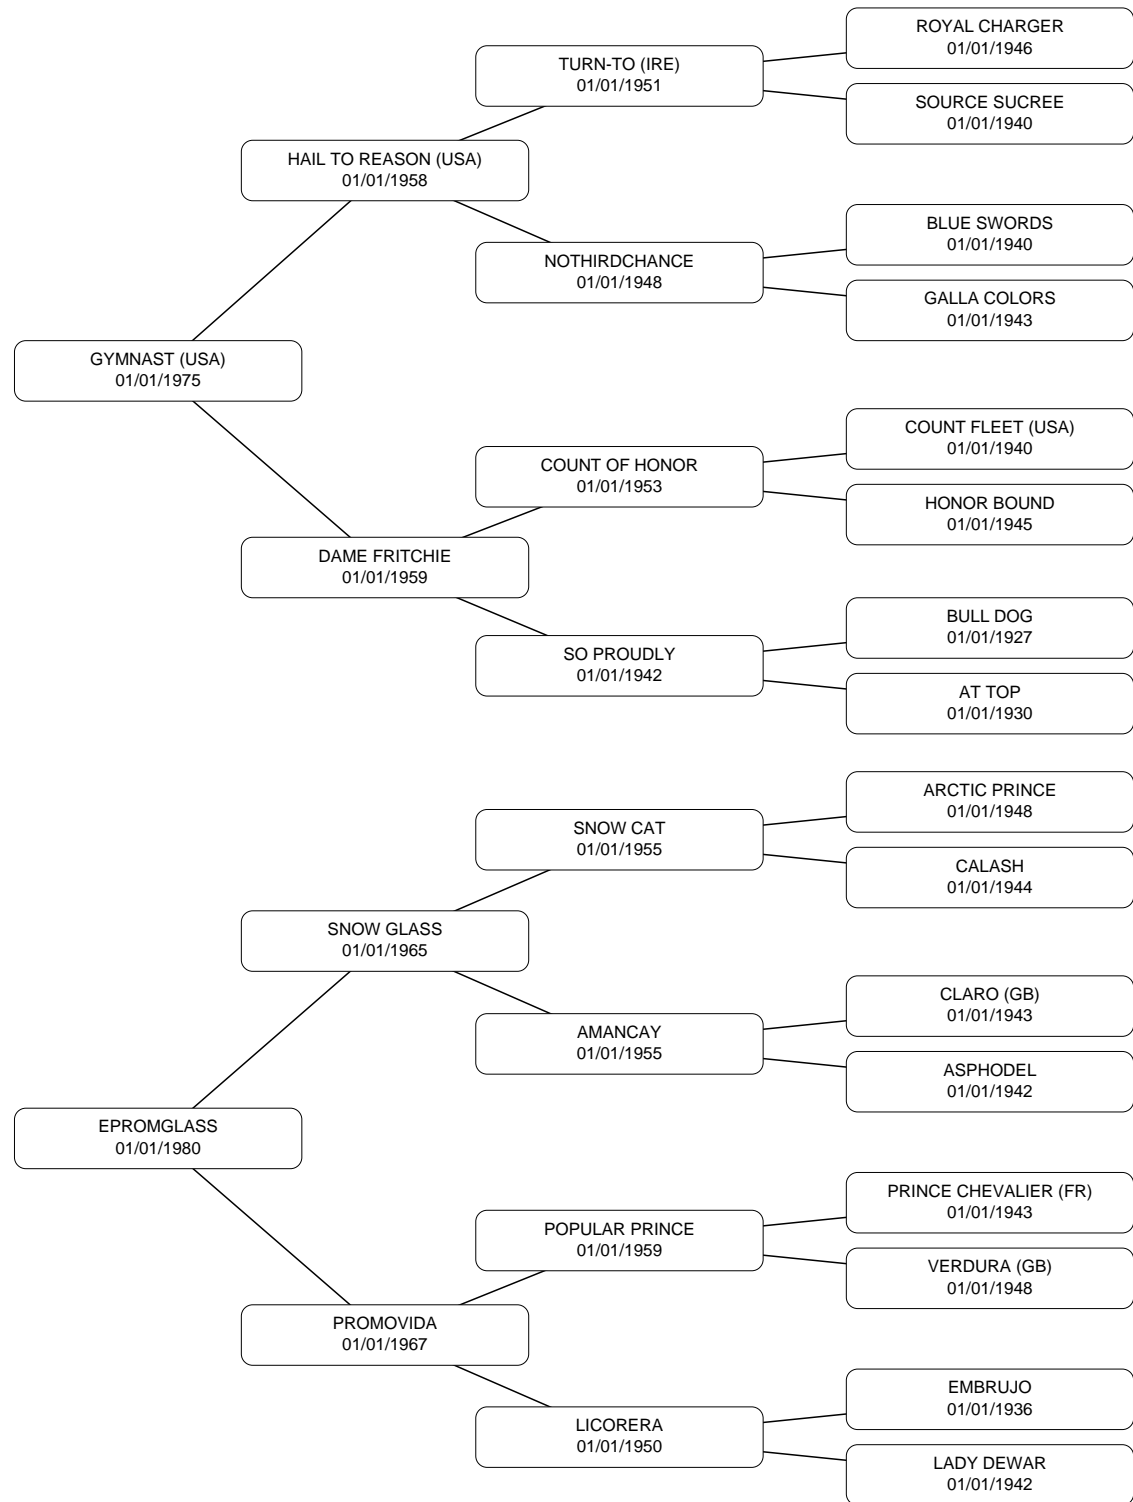 ROYAL CHARGER
01/01/1946
TURN-TO (IRE)
01/01/1951
SOURCE SUCREE
01/01/1940
HAIL TO REASON (USA)
01/01/1958
BLUE SWORDS
01/01/1940
NOTHIRDCHANCE
01/01/1948
GALLA COLORS
01/01/1943
GYMNAST (USA)
01/01/1975
COUNT FLEET (USA)
01/01/1940
COUNT OF HONOR
01/01/1953
HONOR BOUND
01/01/1945
DAME FRITCHIE
01/01/1959
BULL DOG
01/01/1927
SO PROUDLY
01/01/1942
AT TOP
01/01/1930
ARCTIC PRINCE
01/01/1948
SNOW CAT
01/01/1955
CALASH
01/01/1944
SNOW GLASS
01/01/1965
CLARO (GB)
01/01/1943
AMANCAY
01/01/1955
ASPHODEL
01/01/1942
EPROMGLASS
01/01/1980
PRINCE CHEVALIER (FR)
01/01/1943
POPULAR PRINCE
01/01/1959
VERDURA (GB)
01/01/1948
PROMOVIDA
01/01/1967
EMBRUJO
01/01/1936
LICORERA
01/01/1950
LADY DEWAR
01/01/1942